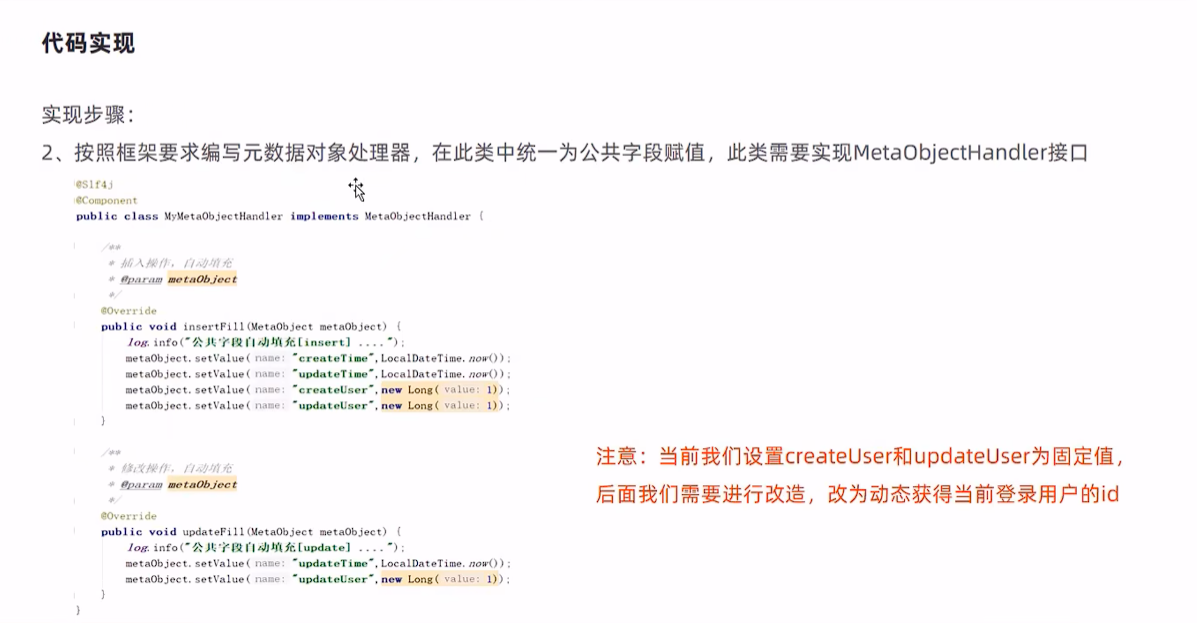 代码实现
实现步骤：
2、按照框架要求编写元数据对象处理器，在此类中统一为公共字段赋值，此类需要实现MetaObjectHandler接口
@Slf4j
@Component
public class MyMetaObjectHandler implements MetaObjectHandler {
/**
* 插入操作，自动填充
* @param metaObject
*/
@Override
public void insertFill(MetaObject metaObject) {
log.info("公共字段自动填充[insert] ....");
metaObject.setValue( name: "createTime",LocalDateTime.now());
metaObject.setValue( name: "updateTime",LocalDateTime.now());
metaObject.setValue( name: "createUser",new Long( value: 1));
metaObject.setValue( name: "updateUser",new Long( value: 1));
}
/**
* 修改操作，自动填充
* @param metaObject
*/
@Override
public void updateFill(MetaObject metaObject) {
log.info("公共字段自动填充[update] ....");
metaObject.setValue( name: "updateTime",LocalDateTime.now());
metaObject.setValue( name: "updateUser",new Long( value: 1));
}
}
注意：当前我们设置createUser和updateUser为固定值，
后面我们需要进行改造，改为动态获得当前登录用户的id